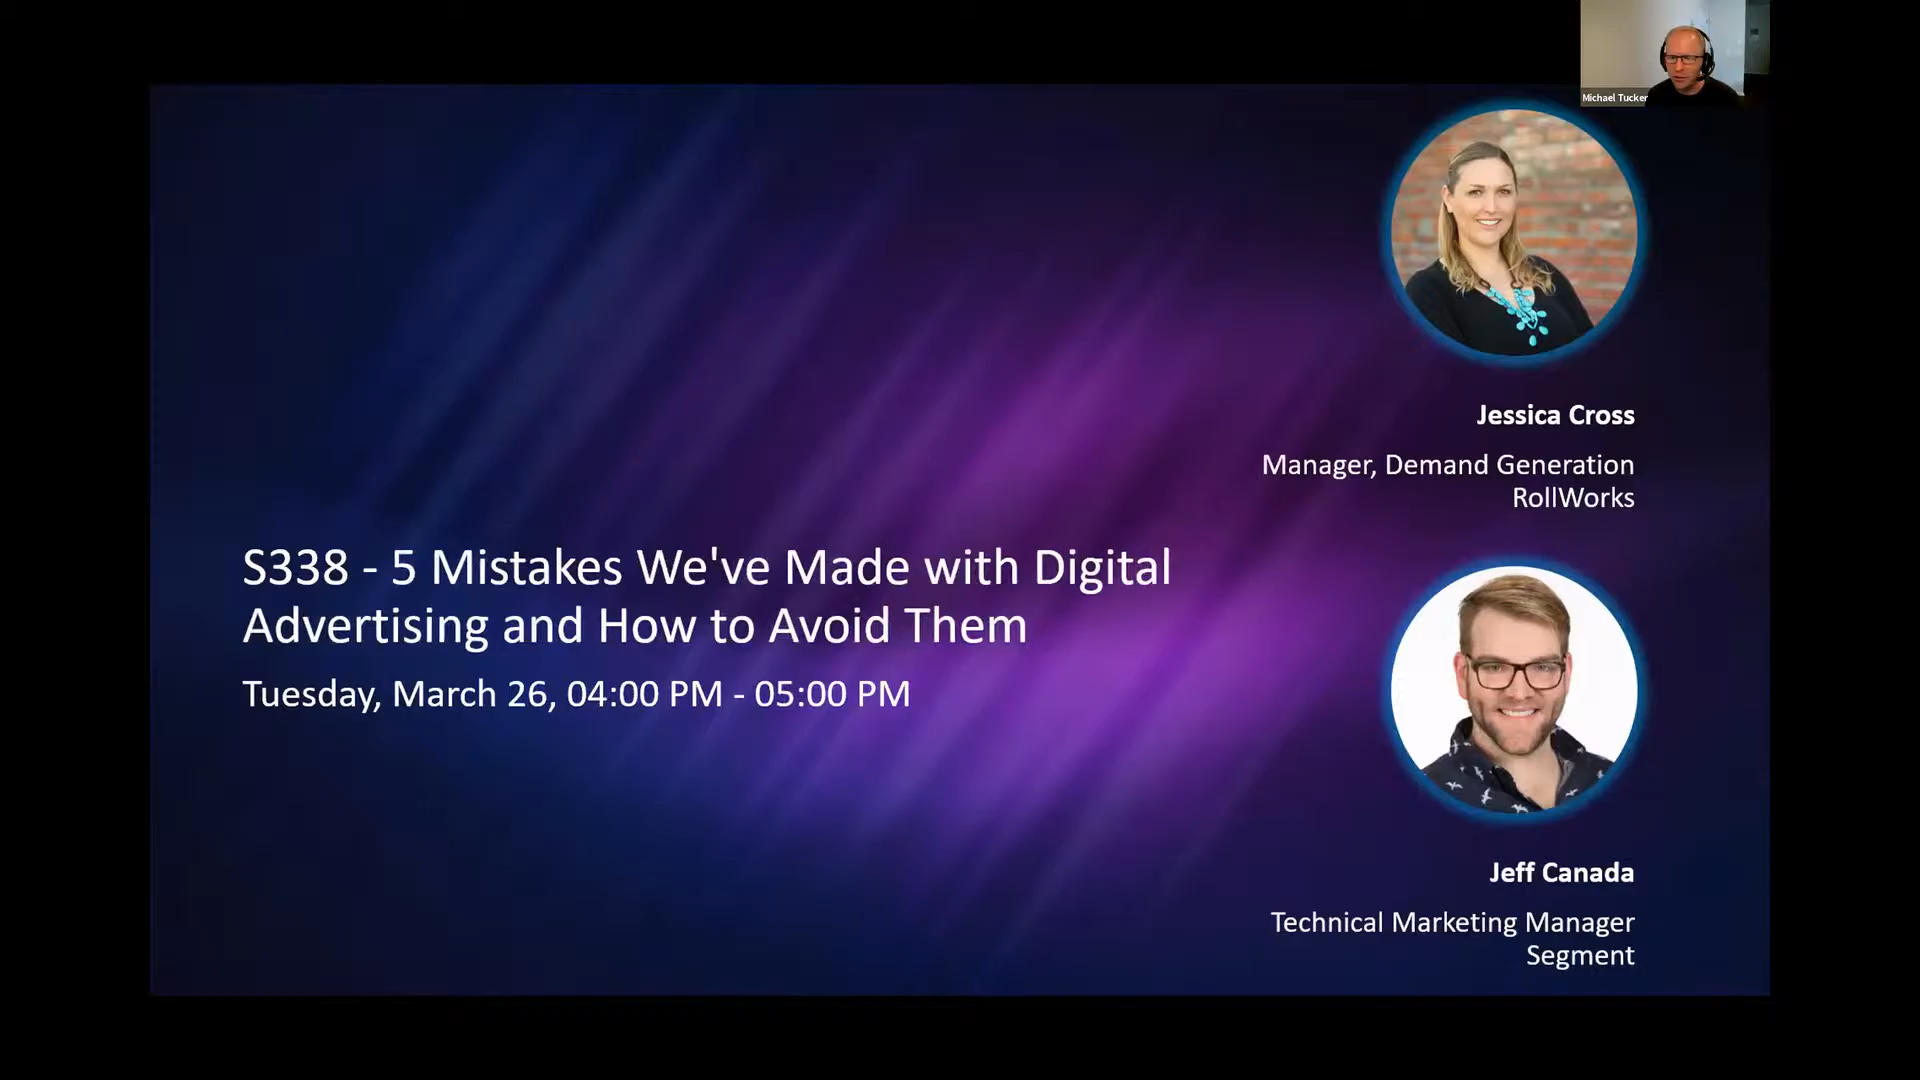 Michael Tucker
Jessica Cross
Manager, Demand Generation
RollWorks
S338 - 5 Mistakes We've Made with Digital
Advertising and How to Avoid Them
Tuesday, March 26, 04:00 PM - 05:00 PM
Jeff Canada
Technical Marketing Manager
Segment